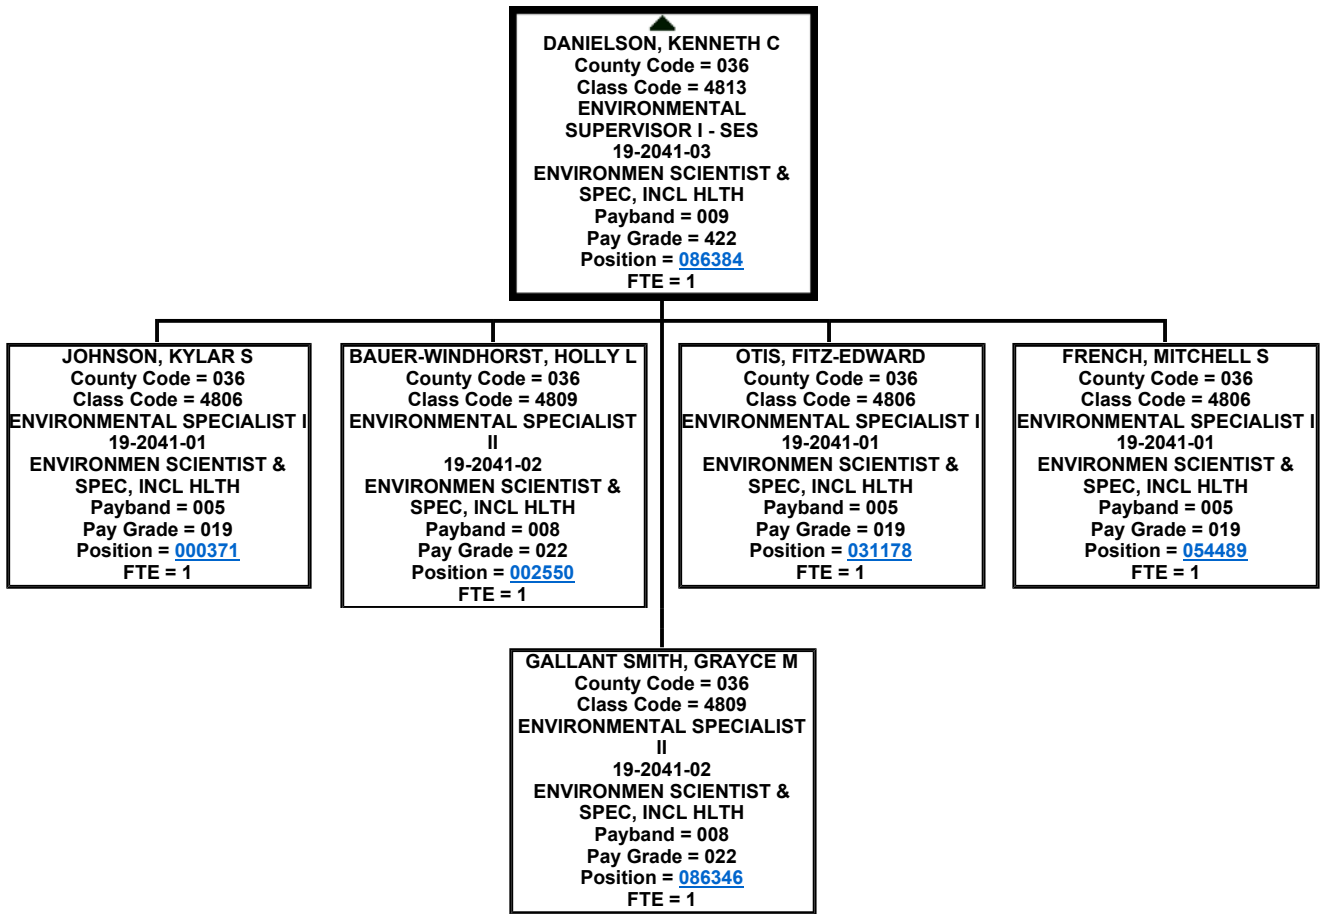 DANIELSON, KENNETH C
County Code = 036
Class Code = 4813
ENVIRONMENTAL
SUPERVISOR I - SES
19-2041-03
ENVIRONMEN SCIENTIST &
SPEC, INCL HLTH
Payband = 009
Pay Grade = 422
Position = 086384
FTE = 1
JOHNSON, KYLAR S
County Code = 036
Class Code = 4806
ENVIRONMENTAL SPECIALIST I
19-2041-01
ENVIRONMEN SCIENTIST &
SPEC, INCL HLTH
Payband = 005
Pay Grade = 019
Position = 000371
FTE = 1
BAUER-WINDHORST, HOLLY L
County Code = 036
Class Code = 4809
ENVIRONMENTAL SPECIALIST
II
19-2041-02
ENVIRONMEN SCIENTIST &
SPEC, INCL HLTH
Payband = 008
Pay Grade = 022
Position = 002550
FTE = 1
OTIS, FITZ-EDWARD
County Code = 036
Class Code = 4806
ENVIRONMENTAL SPECIALIST I
19-2041-01
ENVIRONMEN SCIENTIST &
SPEC, INCL HLTH
Payband = 005
Pay Grade = 019
Position = 031178
FTE = 1
FRENCH, MITCHELL S
County Code = 036
Class Code = 4806
ENVIRONMENTAL SPECIALIST I
19-2041-01
ENVIRONMEN SCIENTIST &
SPEC, INCL HLTH
Payband = 005
Pay Grade = 019
Position = 054489
FTE = 1
GALLANT SMITH, GRAYCE M
County Code = 036
Class Code = 4809
ENVIRONMENTAL SPECIALIST
II
19-2041-02
ENVIRONMEN SCIENTIST &
SPEC, INCL HLTH
Payband = 008
Pay Grade = 022
Position = 086346
FTE = 1